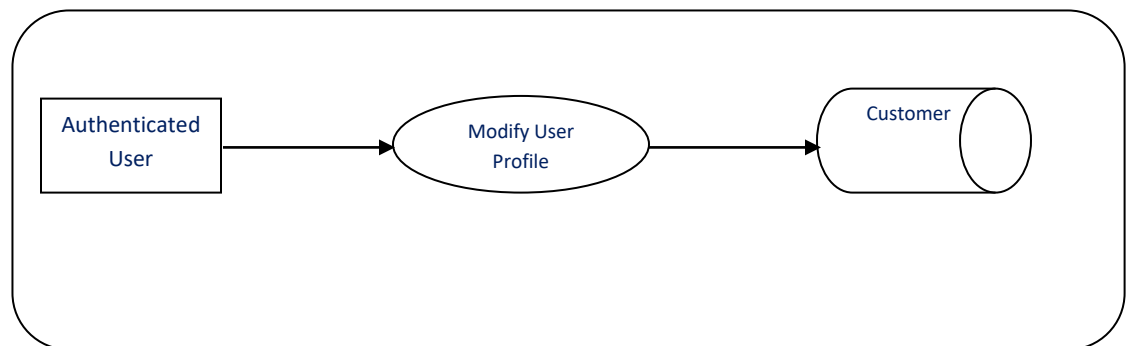 Authenticated
User
Modify User
Profile
Customer